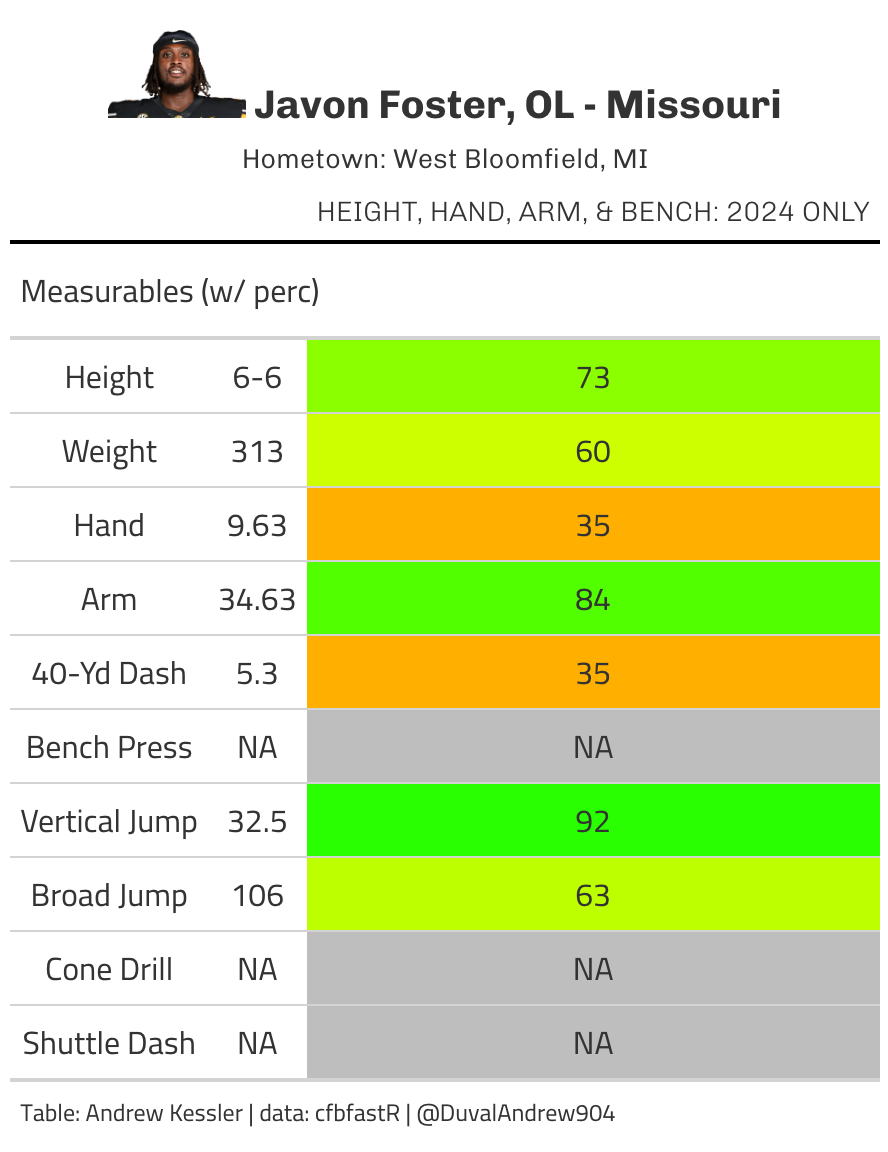 Javon Foster, OL - Missouri
Hometown: West Bloomfield, MI
HEIGHT, HAND, ARM, & BENCH: 2024 ONLY
Measurables (w/ perc)
Height 6-6 73
Weight 313 60
Hand 9.63 35
Arm 34.63 84
40-Yd Dash 5.3 35
Bench Press NA NA
Vertical Jump 32.5 92
Broad Jump 106 63
Cone Drill NA NA
Shuttle Dash NA NA
Table: Andrew Kessler | data: cfbfastR | @DuvalAndrew904